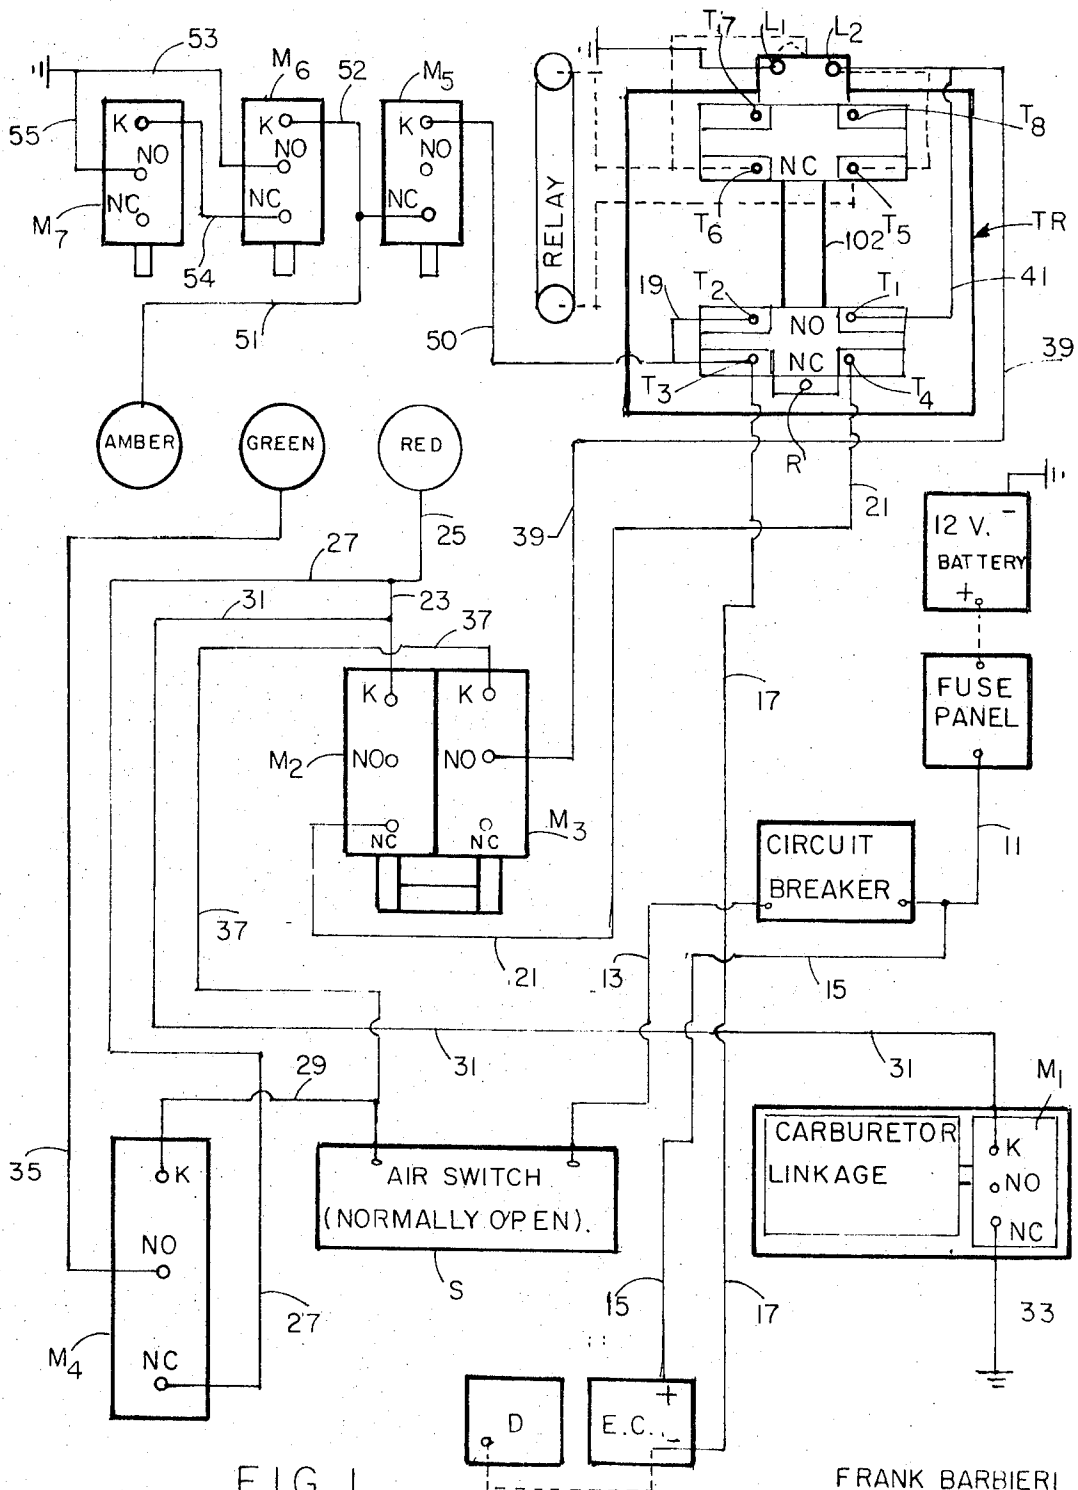 53
M6
52
M5
T7
L1
L2
55
K
K
K
NO
NO
NO
NC
NC
NC
M7
54
51
50
RELAY
T8
NC
T6
T5
TR
102
19
T2
T1
41
NO
NC
39
T3
T4
R
AMBER
GREEN
RED
25
27
39
21
12 V.
BATTERY
-
+
31
23
37
17
FUSE
PANEL
K
K
M2
NO
NO
NC
NC
M3
11
CIRCUIT
BREAKER
37
21
13
15
29
31
31
M1
35
K
AIR SWITCH
(NORMALLY OPEN).
CARBURETOR
LINKAGE
K
NO
NC
NO
S
15
17
33
27
M4
NC
D
E.C.
+
-
FIG. 1
FRANK BARBIERI